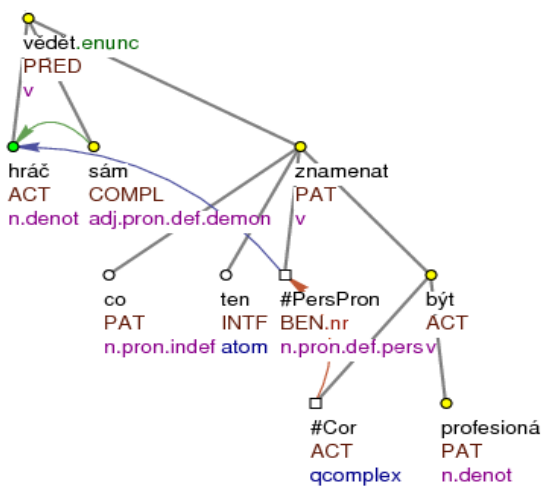 vědět.enunc
PRED
v
hráč sám znamenat
ACT COMPL PAT
n.denot adj.pron.def.demon v
co ten #PersPron být
PAT INTF BEN.nr ACT
n.pron.indef atom n.pron.def.pers v
#Cor profesioná
ACT PAT
qcomplex n.denot